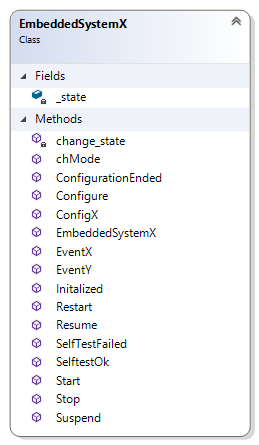 EmbeddedSystemX
Class
Fields
_state
Methods
change_state
chMode
ConfigurationEnded
Configure
ConfigX
EmbeddedSystemX
EventX
EventY
Initalized
Restart
Resume
SelfTestFailed
SelftestOk
Start
Stop
Suspend